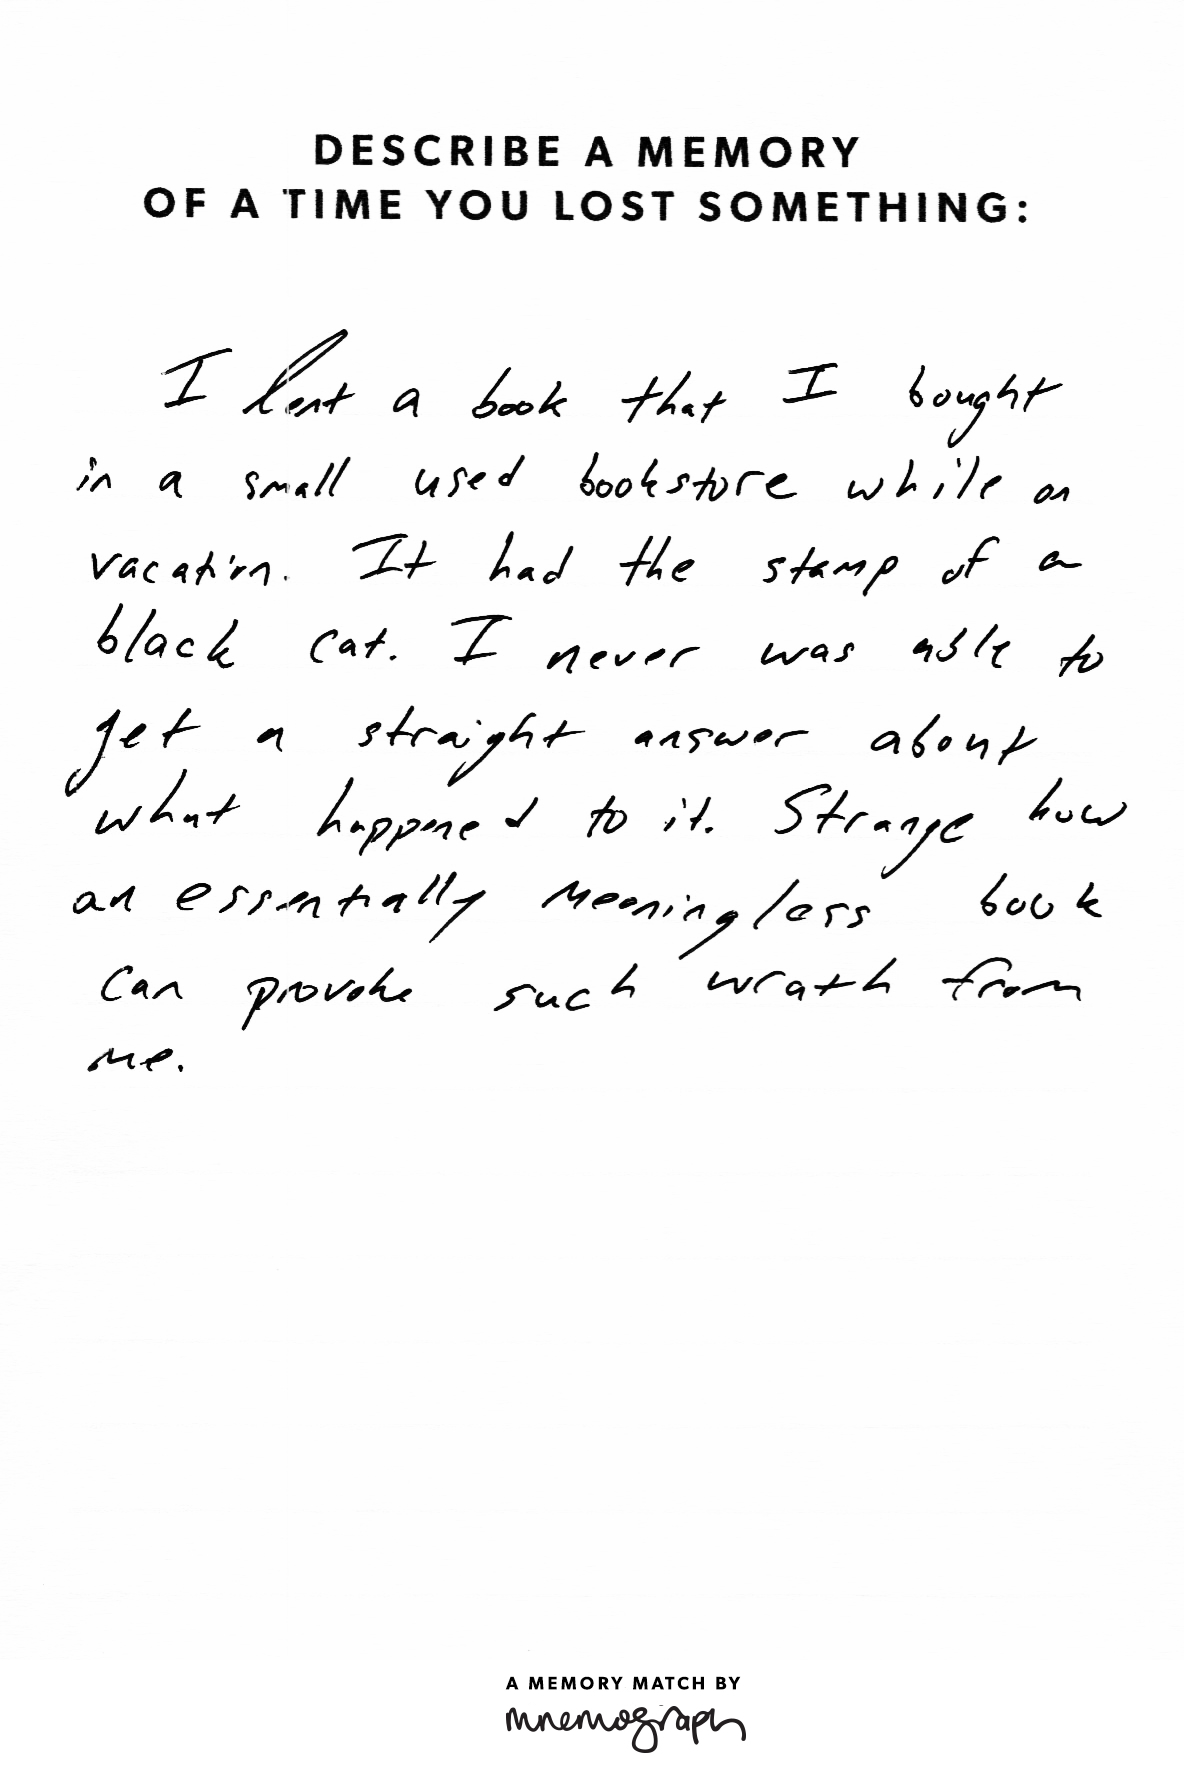 DESCRIBE A MEMORY
OF A TIME YOU LOST SOMETHING:
I lent a book that I bought
in a small used bookstore while on
vacation. It had the stamp of a
black cat. I never was able to
get a straight answer about
what happened to it. Strange how
an essentially meaningless book
can provoke such wrath from
me.
A MEMORY MATCH BY
mnemograph